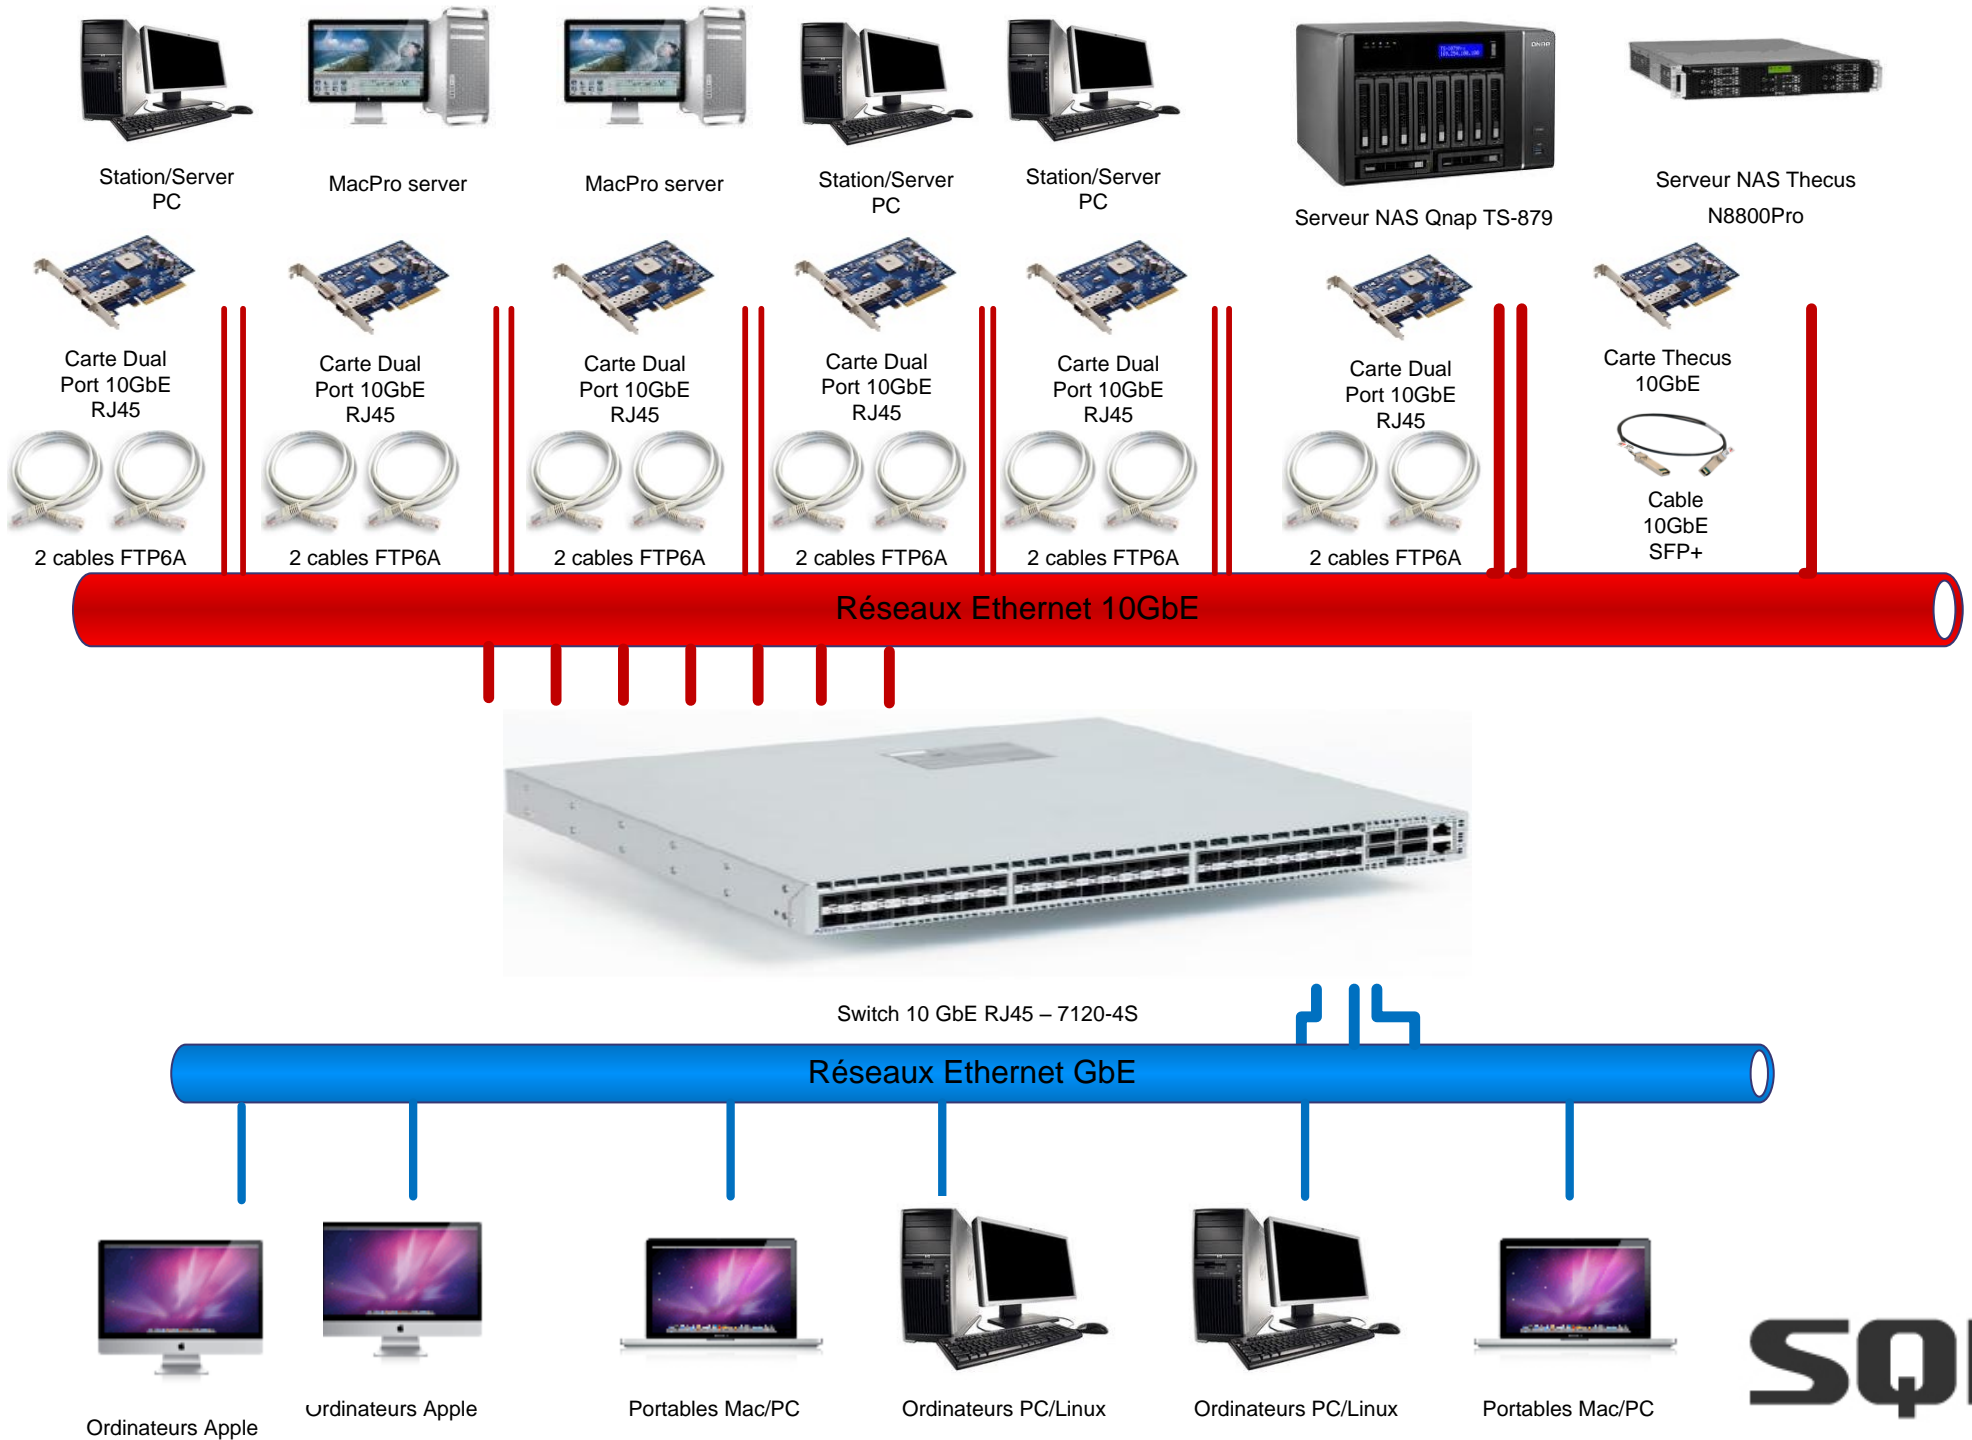 Station/Server
PC
MacPro server
MacPro server
Station/Server
PC
Station/Server
PC
Serveur NAS Qnap TS-879
Serveur NAS Thecus
N8800Pro
Carte Dual
Port 10GbE
RJ45
Carte Dual
Port 10GbE
RJ45
Carte Dual
Port 10GbE
RJ45
Carte Dual
Port 10GbE
RJ45
Carte Dual
Port 10GbE
RJ45
Carte Dual
Port 10GbE
RJ45
Carte Thecus
10GbE
Cable
10GbE
SFP+
2 cables FTP6A
2 cables FTP6A
2 cables FTP6A
2 cables FTP6A
2 cables FTP6A
2 cables FTP6A
Réseaux Ethernet 10GbE
Switch 10 GbE RJ45 – 7120-4S
Réseaux Ethernet GbE
Ordinateurs Apple
Ordinateurs Apple
Portables Mac/PC
Ordinateurs PC/Linux
Ordinateurs PC/Linux
Portables Mac/PC
SQ